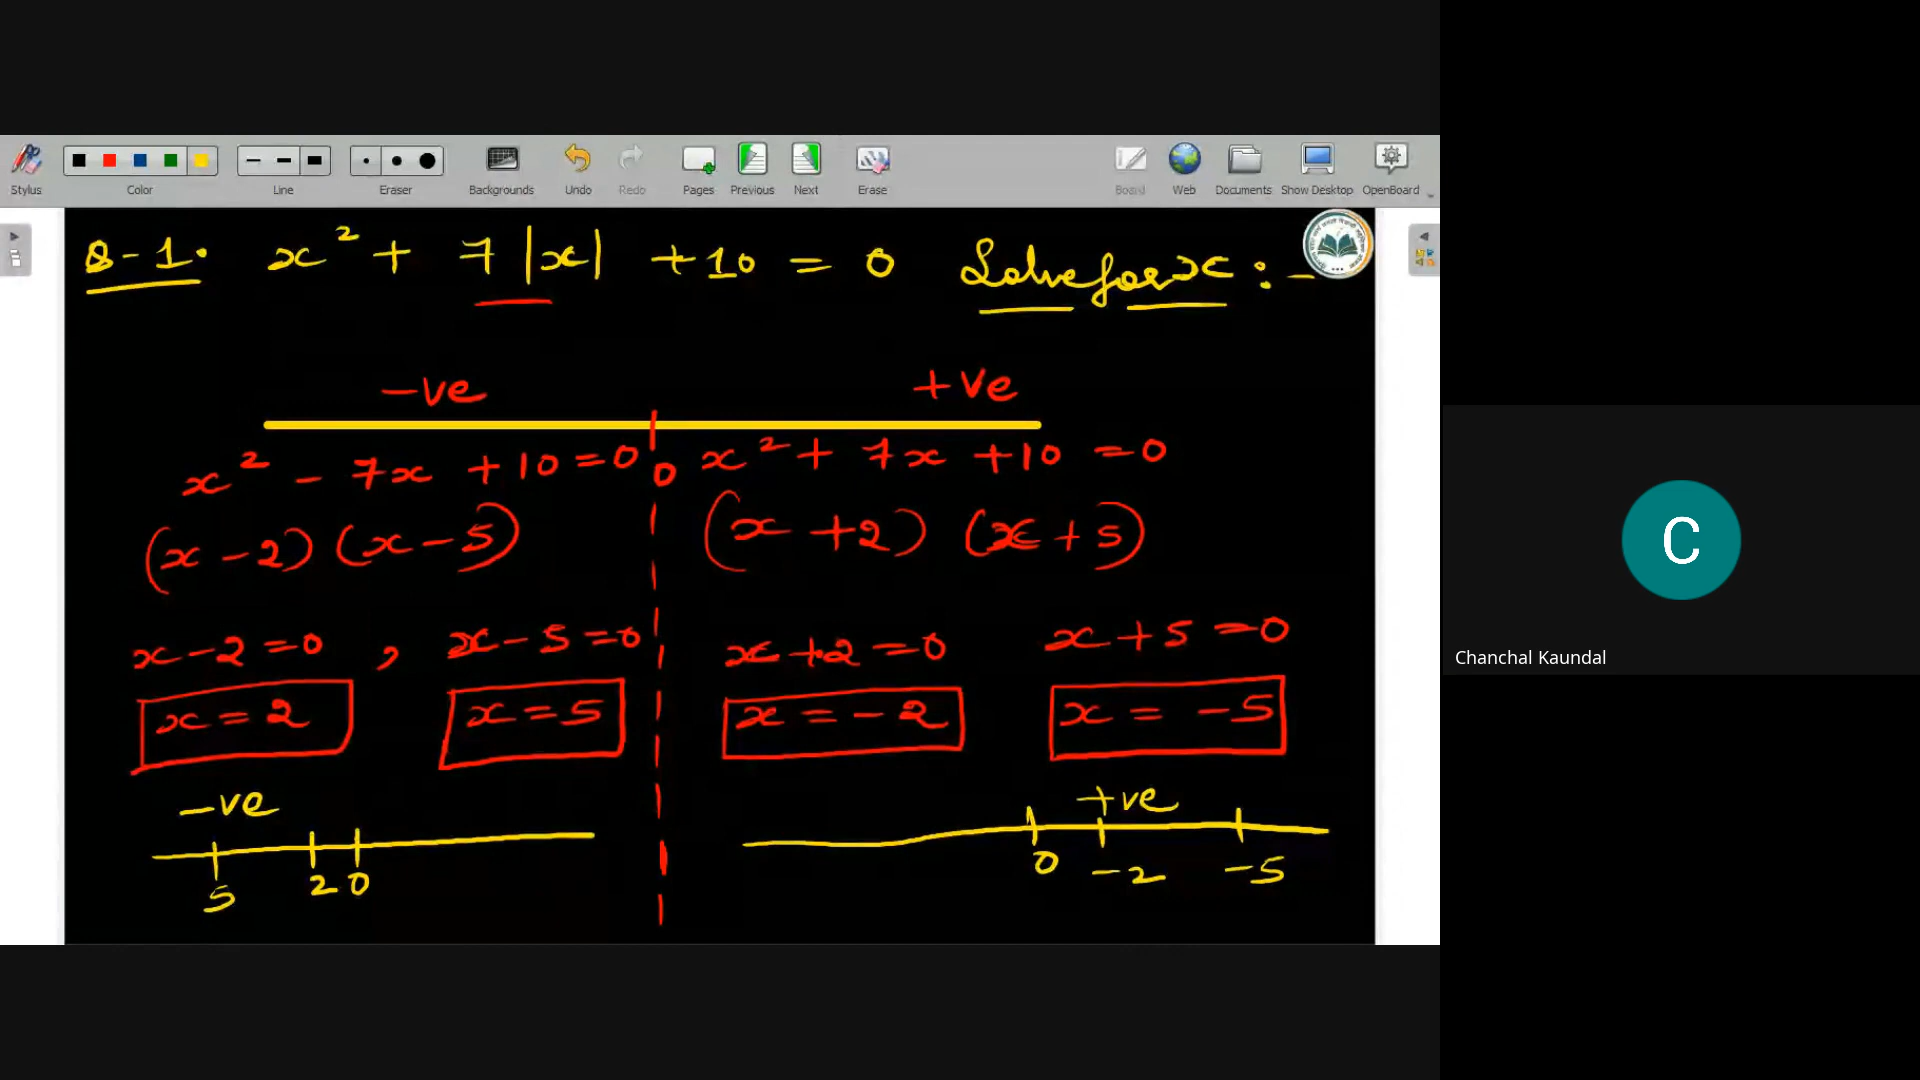 Stylus Color Line Eraser Backgrounds Undo Redo Pages Previous Next Erase Board Web Documents Show Desktop OpenBoard
Q-1. x² + 7|x| + 10 = 0 Solve for x :-
-ve +ve
x² - 7x + 10 = 0 0 x² + 7x + 10 = 0
(x - 2) (x - 5) (x + 2) (x + 5)
x - 2 = 0 , x - 5 = 0 x + 2 = 0 x + 5 = 0
x = 2 x = 5 x = - 2 x = - 5
-ve +ve
5 2 0 0 -2 -5
C
Chanchal Kaundal